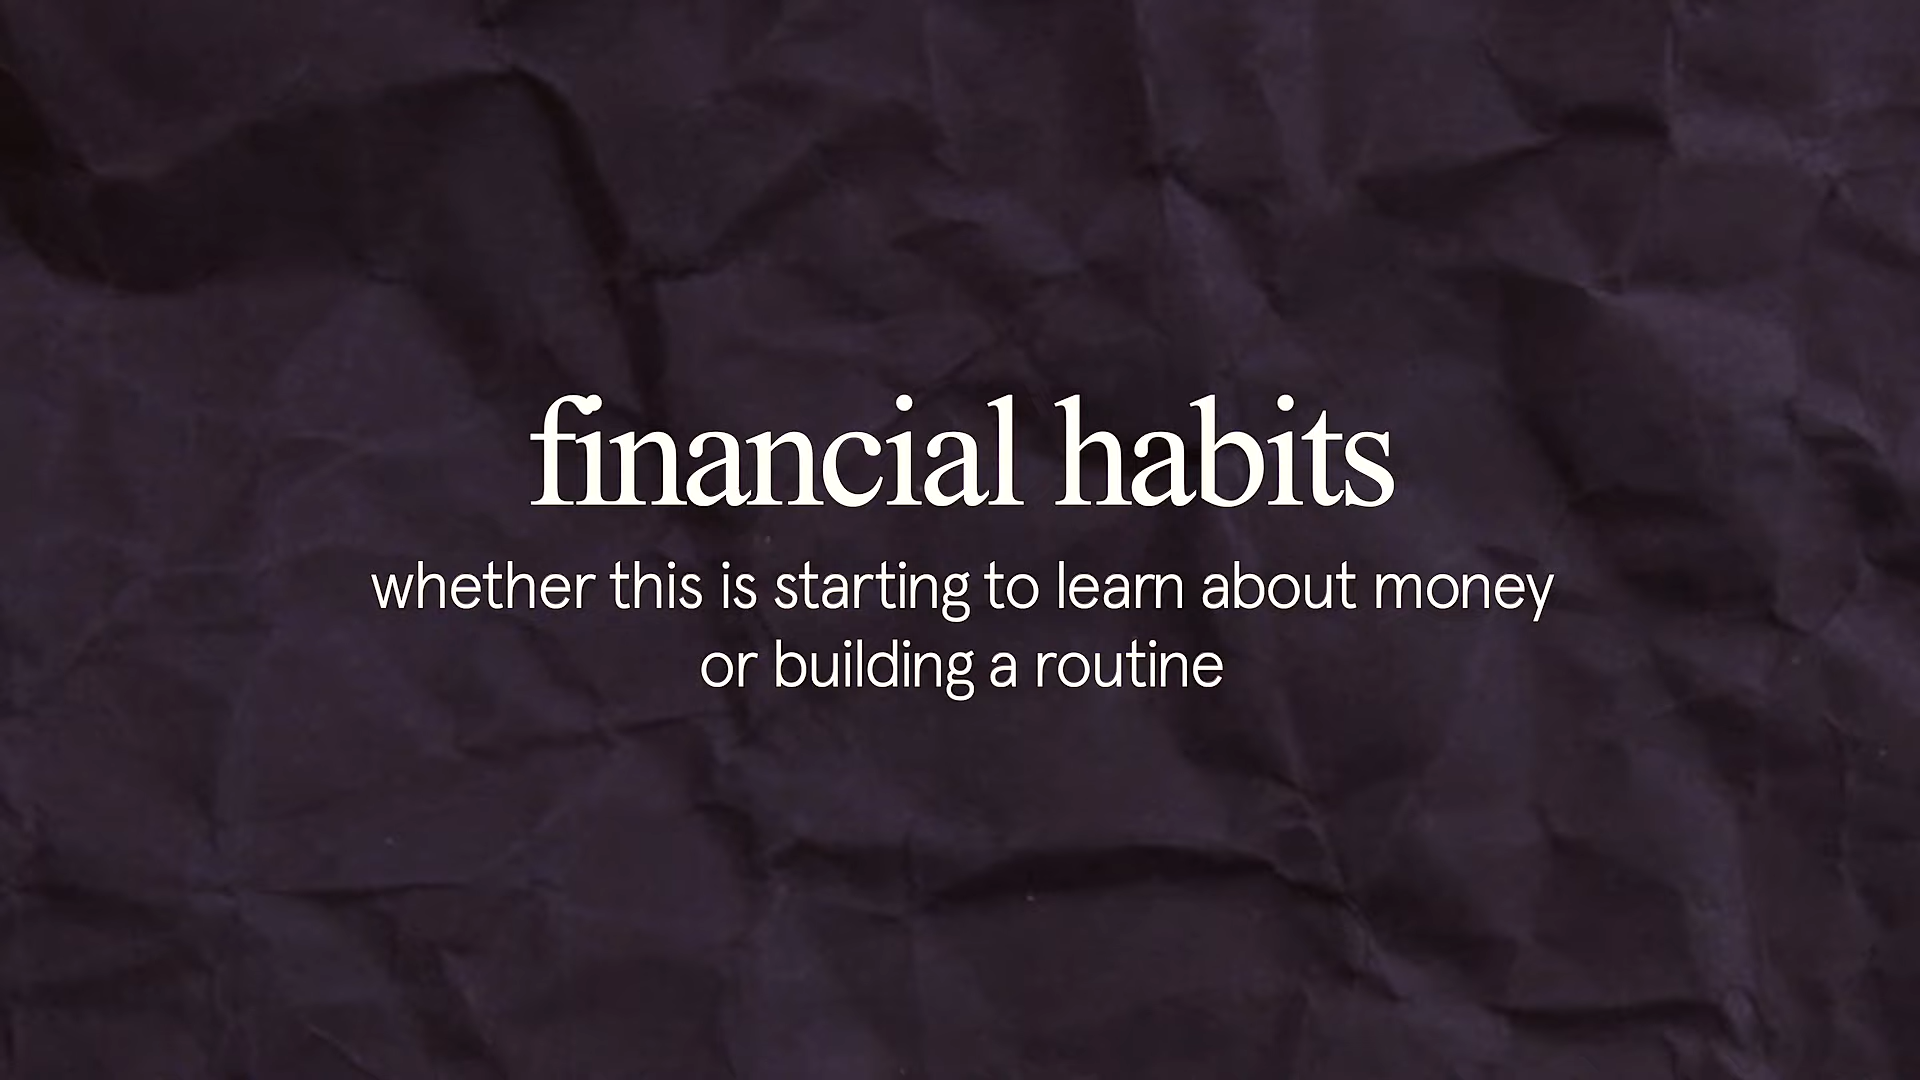 financial habits
whether this is starting to learn about money
or building a routine